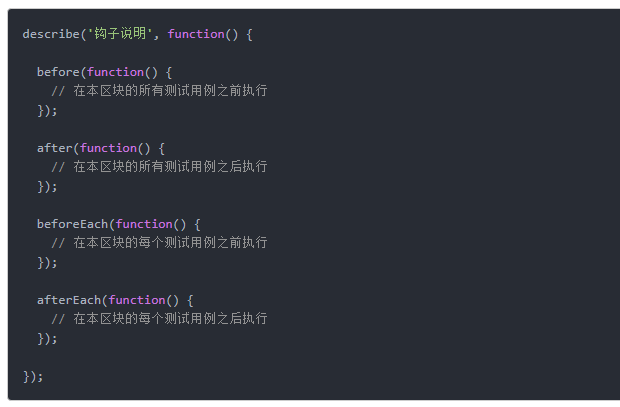 describe('钩子说明', function() {
before(function() {
// 在本区块的所有测试用例之前执行
});
after(function() {
// 在本区块的所有测试用例之后执行
});
beforeEach(function() {
// 在本区块的每个测试用例之前执行
});
afterEach(function() {
// 在本区块的每个测试用例之后执行
});
});